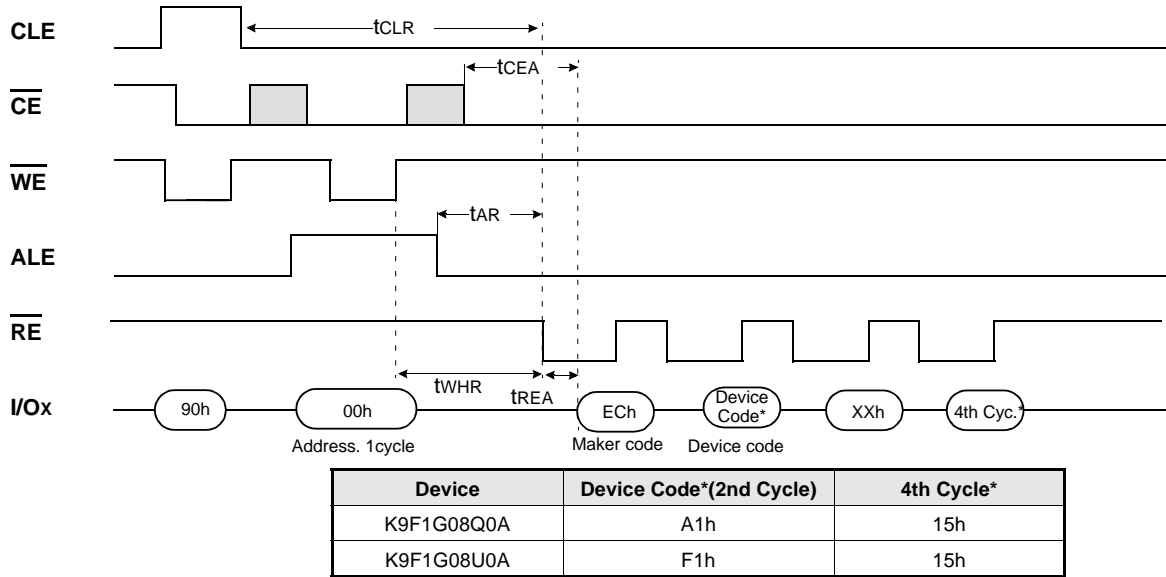 CLE
tCLR
CE
tCEA
WE
ALE
tAR
RE
tWHR
tREA
I/Ox
90h
00h
ECh
Device
Code*
XXh
4th Cyc.*
Address. 1cycle
Maker code
Device code
Device Device Code*(2nd Cycle) 4th Cycle*
K9F1G08Q0A A1h 15h
K9F1G08U0A F1h 15h